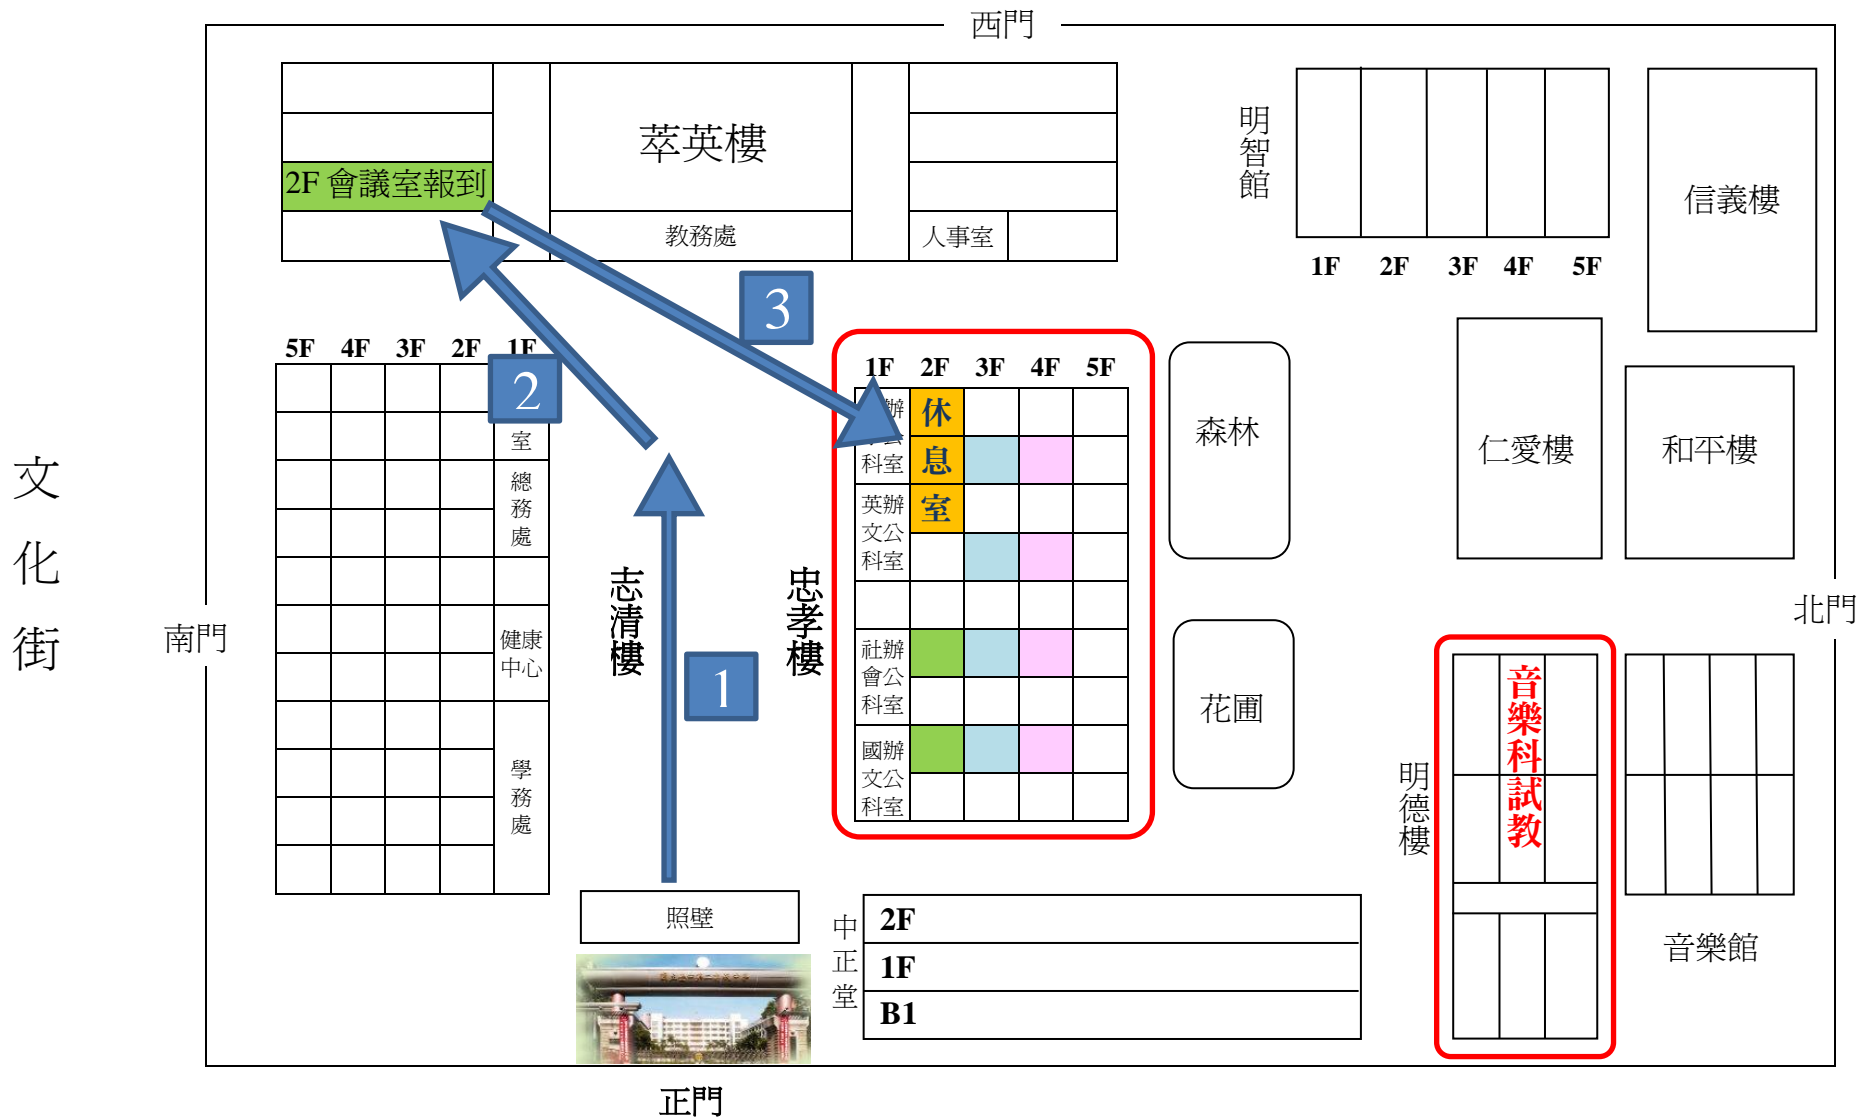 西門
萃英樓
2F 會議室報到
教務處
人事室
明智館
1F 2F 3F 4F 5F
信義樓
3
5F 4F 3F 2F 1F
2
室
總務處
健康中心
學務處
志清樓
1
忠孝樓
1F 2F 3F 4F 5F
辦公室
科
休息室
英文科
辦公室
社會科
辦公室
國文科
辦公室
森林
花圃
仁愛樓
和平樓
文化街
南門
北門
明德樓
音樂科試教
音樂館
照壁
中正堂
2F
1F
B1
正門